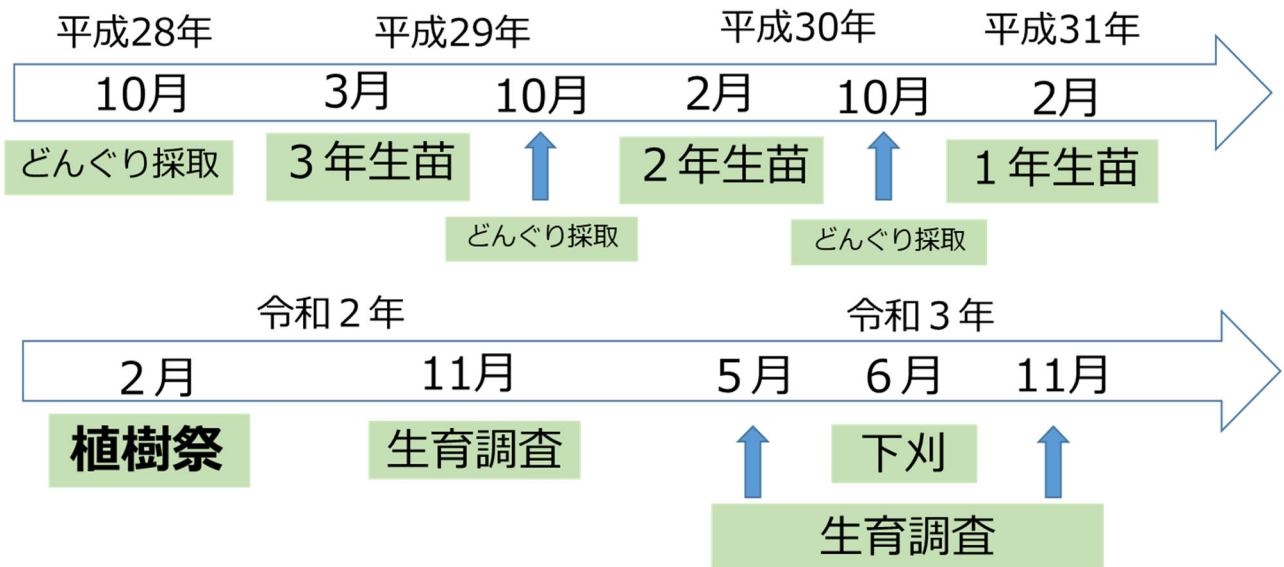 平成28年 平成29年 平成30年 平成31年
10月 3月 10月 2月 10月 2月
どんぐり採取 ３年生苗 ２年生苗 １年生苗
どんぐり採取 どんぐり採取
令和２年 令和３年
２月 11月 ５月 ６月 11月
植樹祭 生育調査 下刈
生育調査